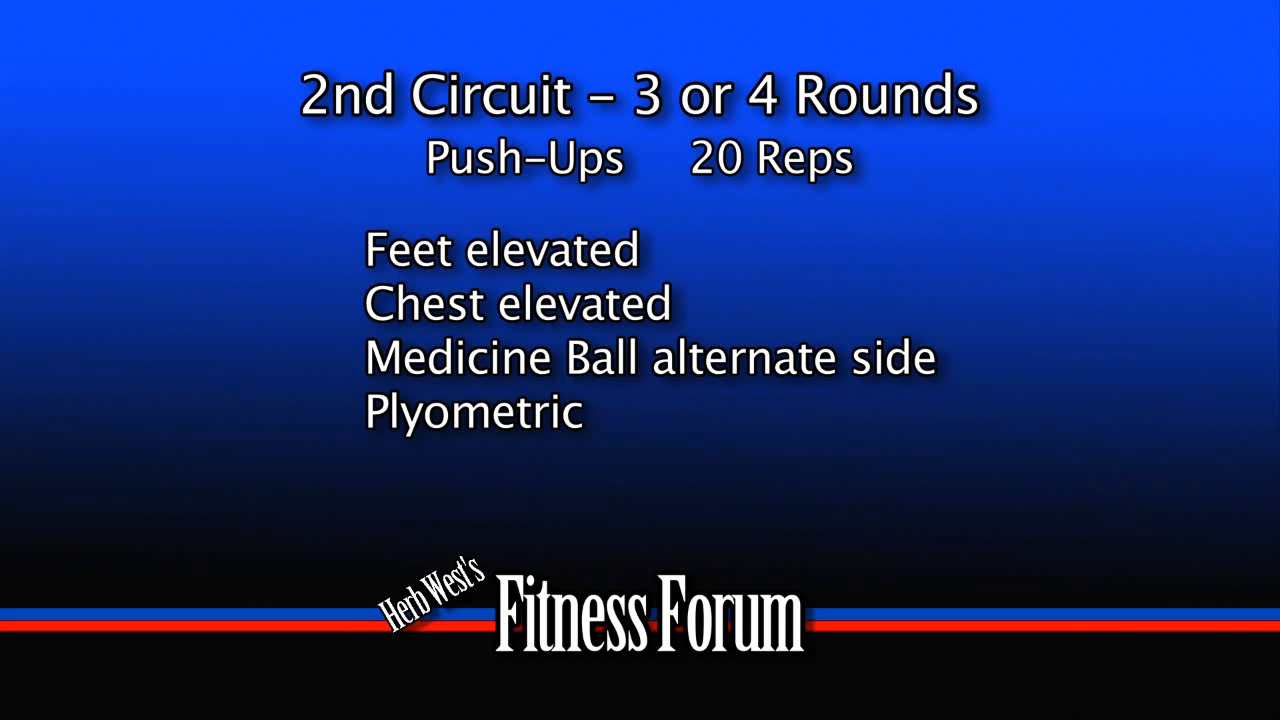 2nd Circuit – 3 or 4 Rounds
Push–Ups 20 Reps
Feet elevated
Chest elevated
Medicine Ball alternate side
Plyometric
Herb West's
Fitness Forum